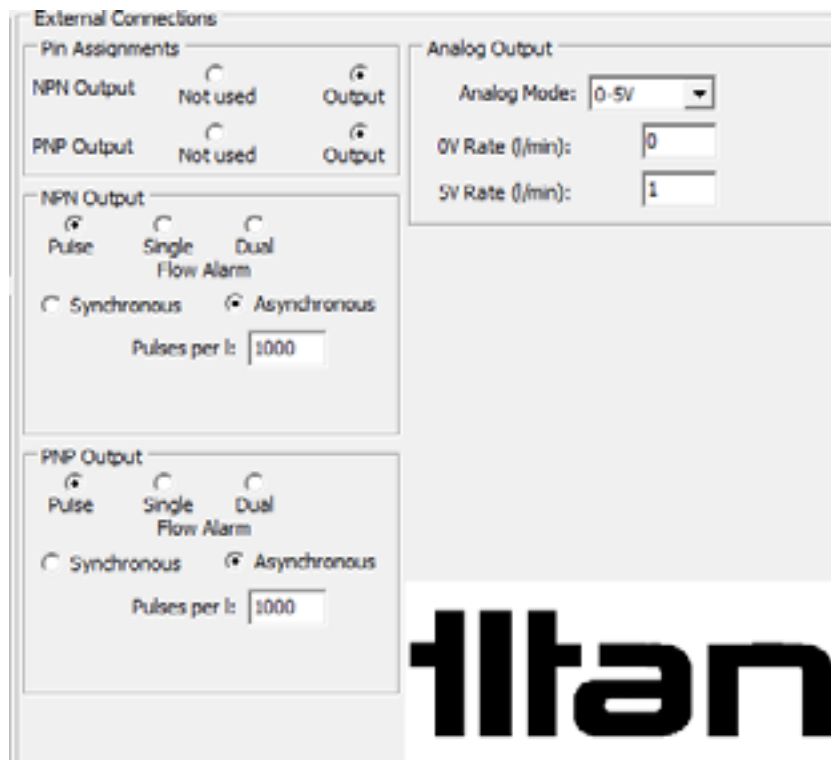 External Connections
Pin Assignments
NPN Output
Not used
Output
PNP Output
Not used
Output
NPN Output
Pulse
Single
Dual
Flow Alarm
Synchronous
Asynchronous
Pulses per l:
1000
PNP Output
Pulse
Single
Dual
Flow Alarm
Synchronous
Asynchronous
Pulses per l:
1000
Analog Output
Analog Mode:
0-5V
0V Rate (l/min):
0
5V Rate (l/min):
1
titan